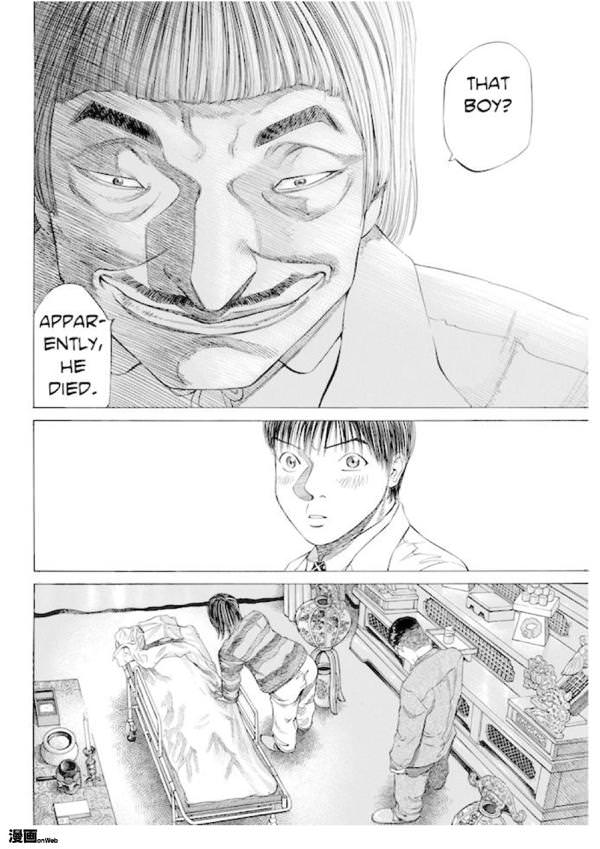 THAT
BOY?
APPAR-
ENTLY,
HE
DIED.
漫画onWeb